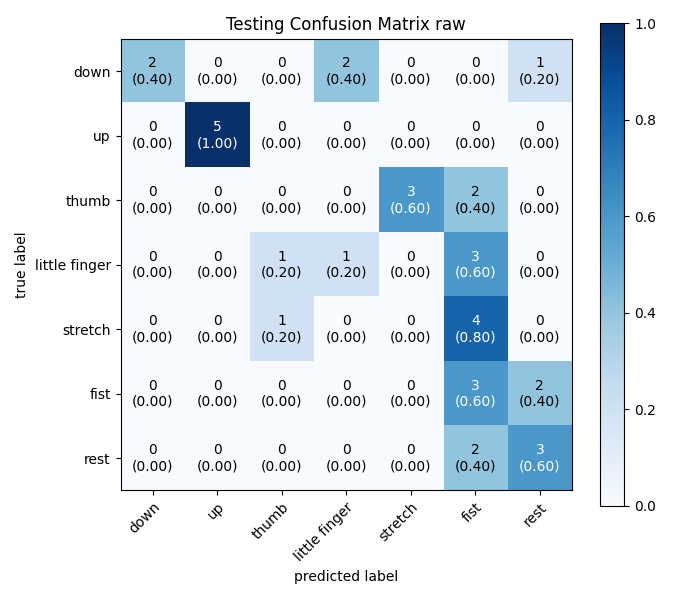 Testing Confusion Matrix raw
true label
down
2 0 0 2 0 0 1
(0.40) (0.00) (0.00) (0.40) (0.00) (0.00) (0.20)
up
0 5 0 0 0 0 0
(0.00) (1.00) (0.00) (0.00) (0.00) (0.00) (0.00)
thumb
0 0 0 0 3 2 0
(0.00) (0.00) (0.00) (0.00) (0.60) (0.40) (0.00)
little finger
0 0 1 1 0 3 0
(0.00) (0.00) (0.20) (0.20) (0.00) (0.60) (0.00)
stretch
0 0 1 0 0 4 0
(0.00) (0.00) (0.20) (0.00) (0.00) (0.80) (0.00)
fist
0 0 0 0 0 3 2
(0.00) (0.00) (0.00) (0.00) (0.00) (0.60) (0.40)
rest
0 0 0 0 0 2 3
(0.00) (0.00) (0.00) (0.00) (0.00) (0.40) (0.60)
down up thumb little finger stretch fist rest
predicted label
1.0
0.8
0.6
0.4
0.2
0.0